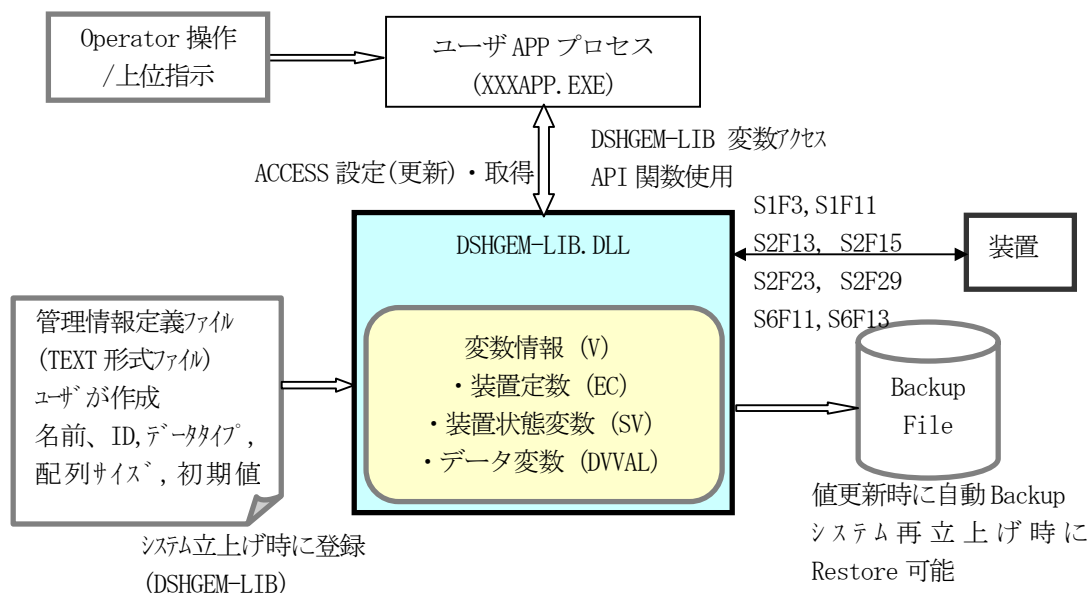 Operator 操作
/上位指示
ユーザ APP プロセス
(XXXAPP.EXE)
ACCESS 設定(更新)・取得
DSHGEM-LIB 変数ｱｸｾｽ
API 関数使用
DSHGEM-LIB.DLL
S1F3,S1F11
S2F13, S2F15
S2F23, S2F29
S6F11,S6F13
装置
管理情報定義ﾌｧｲﾙ
(TEXT 形式ﾌｧｲﾙ)
ﾕｰｻﾞが作成
名前、ID,ﾃﾞｰﾀﾀｲﾌﾟ,
配列ｻｲｽﾞ,初期値
変数情報 (V)
・装置定数 (EC)
・装置状態変数 (SV)
・データ変数 (DVVAL)
Backup
File
ｼｽﾃﾑ立上げ時に登録
(DSHGEM-LIB)
値更新時に自動 Backup
ｼｽﾃﾑ再立上げ時に
Restore 可能